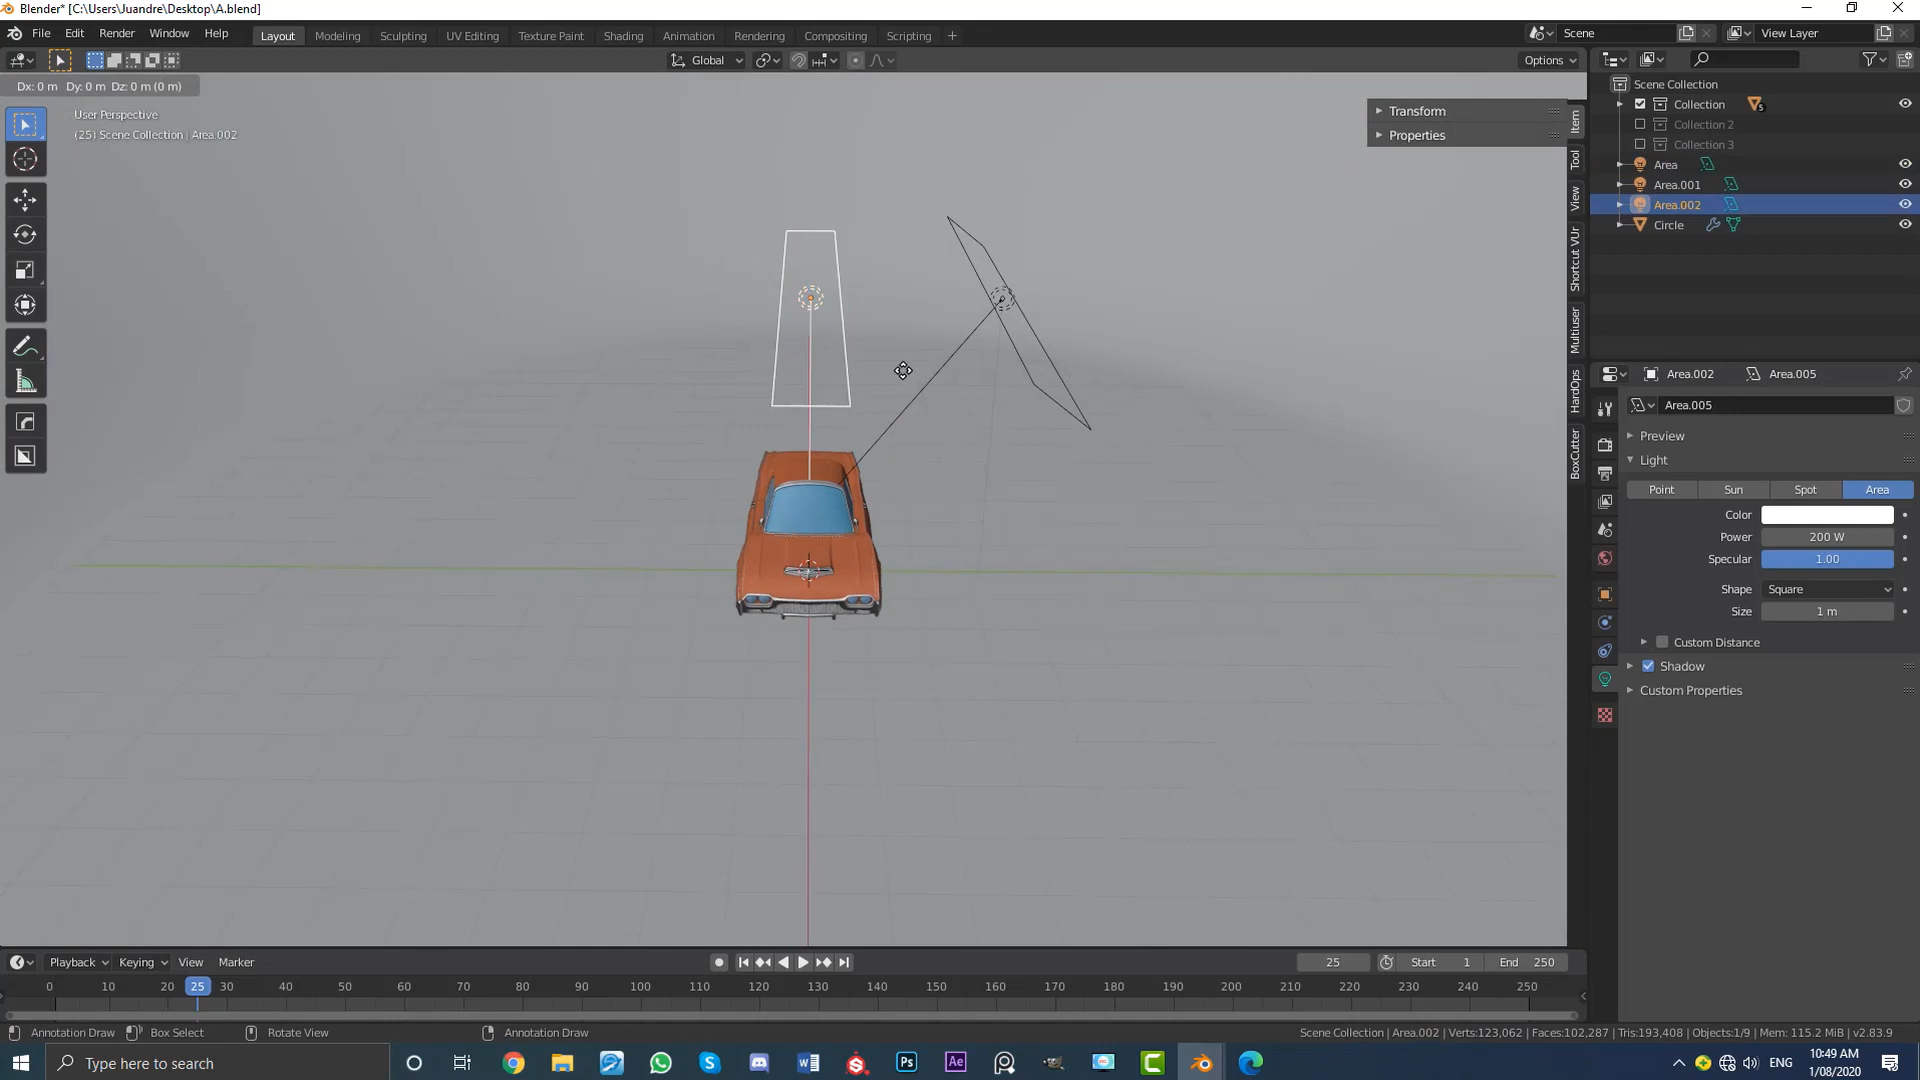 Blender* [C:\Users\Juandre\Desktop\A.blend]
File Edit Render Window Help
Layout Modeling Sculpting UV Editing Texture Paint Shading Animation Rendering Compositing Scripting +
Scene
View Layer
Global
Options
Dx: 0 m Dy: 0 m Dz: 0 m (0 m)
User Perspective
(25) Scene Collection | Area.002
Transform
Properties
Item
Tool
View
Shortcut VUr
Multiuser
HardOps
BoxCutter
Scene Collection
Collection 5
Collection 2
Collection 3
Area
Area.001
Area.002
Circle
Area.002 Area.005
Area.005
Preview
Light
Point Sun Spot Area
Color
Power 200 W
Specular 1.00
Shape Square
Size 1 m
Custom Distance
Shadow
Custom Properties
Playback Keying View Marker
25 Start 1 End 250
0 10 20 25 30 40 50 60 70 80 90 100 110 120 130 140 150 160 170 180 190 200 210 220 230 240 250
Annotation Draw Box Select Rotate View Annotation Draw
Scene Collection | Area.002 | Verts:123,062 | Faces:102,287 | Tris:193,408 | Objects:1/9 | Mem: 115.2 MiB | v2.83.9
Type here to search
Ps Ae
ENG
10:49 AM
1/08/2020